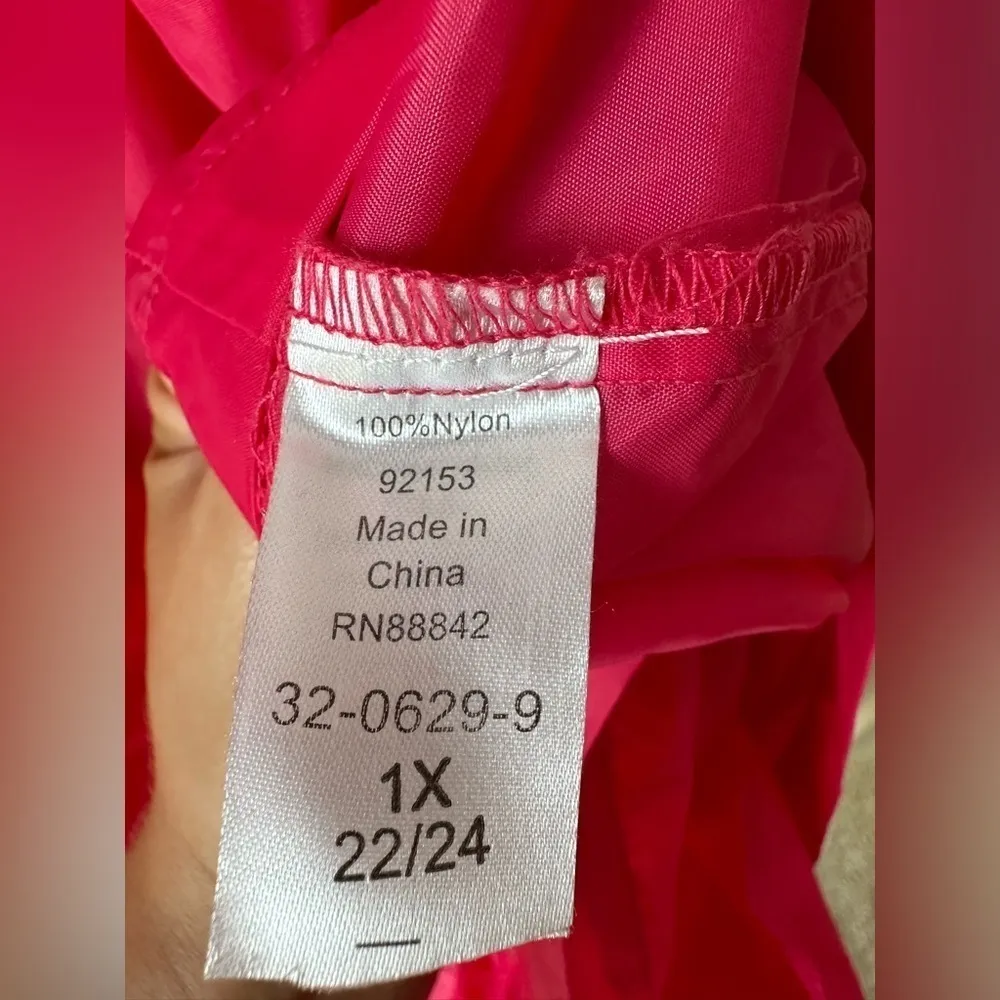 100%Nylon
92153
Made in
China
RN88842
32-0629-9
1X
22/24